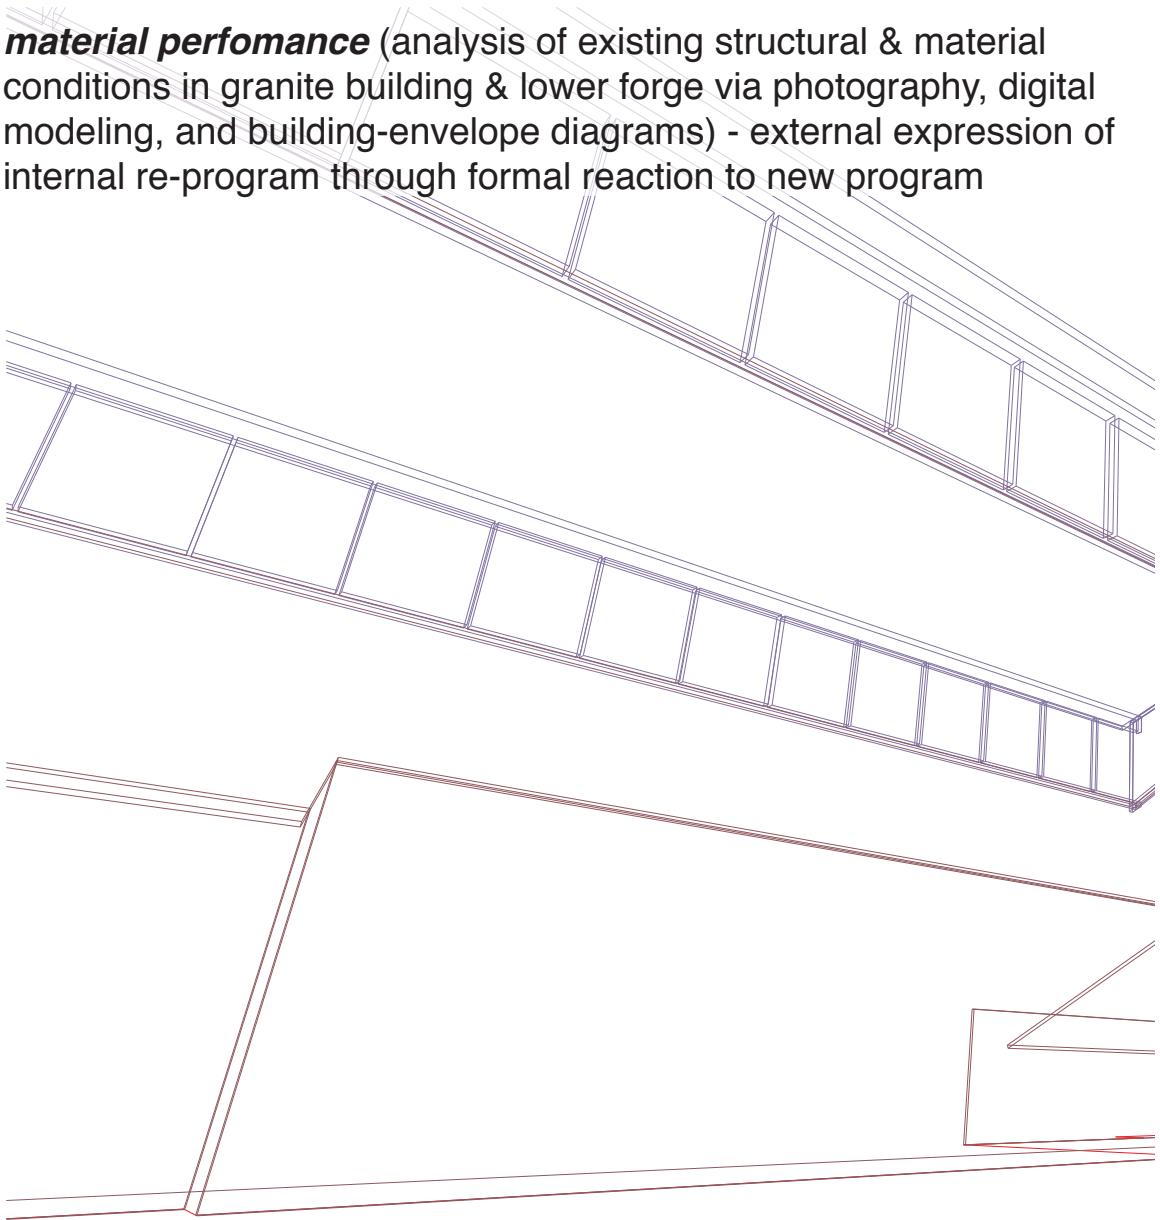 material perfomance (analysis of existing structural & material
conditions in granite building & lower forge via photography, digital
modeling, and building-envelope diagrams) - external expression of
internal re-program through formal reaction to new program